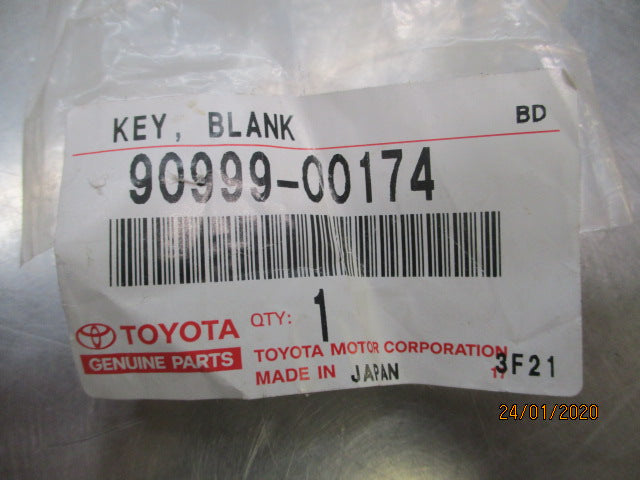 KEY, BLANK BD
90999-00174
TOYOTA QTY: 1
GENUINE PARTS TOYOTA MOTOR CORPORATION
MADE IN JAPAN 17 3F21
24/01/2020